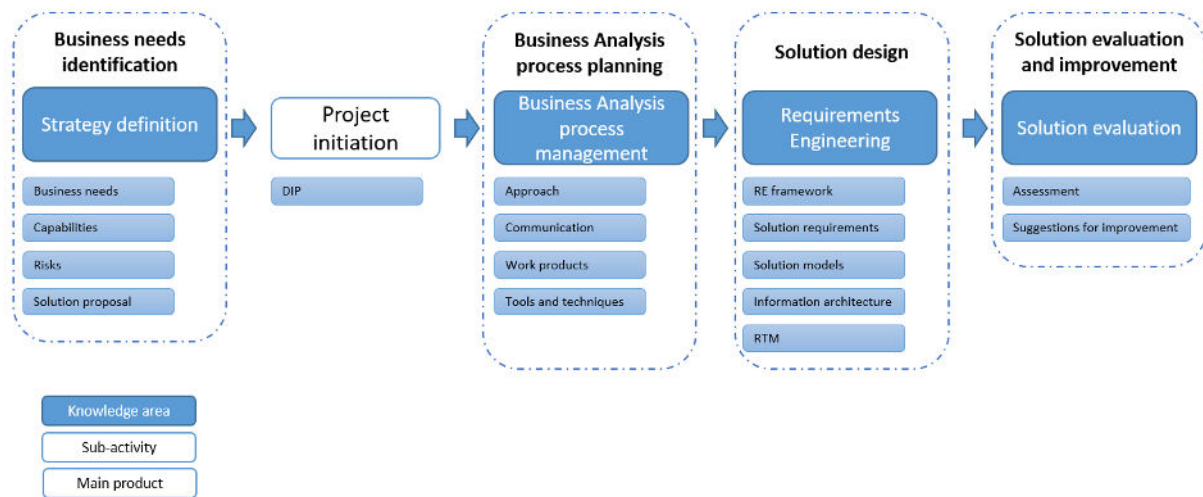 Business needs
identification
Strategy definition
Business needs
Capabilities
Risks
Solution proposal
Project
initiation
DIP
Business Analysis
process planning
Business Analysis
process
management
Approach
Communication
Work products
Tools and techniques
Solution design
Requirements
Engineering
RE framework
Solution requirements
Solution models
Information architecture
RTM
Solution evaluation
and improvement
Solution evaluation
Assessment
Suggestions for improvement
Knowledge area
Sub-activity
Main product